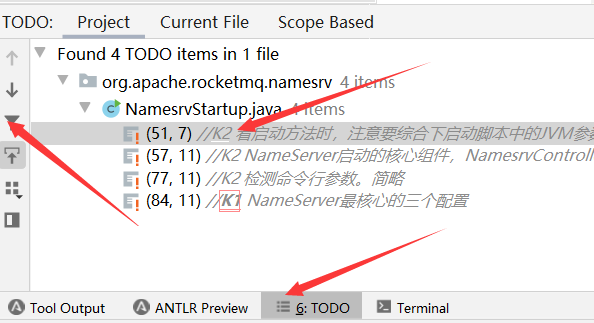 TODO: Project Current File Scope Based
Found 4 TODO items in 1 file
org.apache.rocketmq.namesrv 4 items
NamesrvStartup.java 4 items
(51, 7) //K2 看启动方法时，注意要综合下启动脚本中的JVM参数
(57, 11) //K2 NameServer启动的核心组件，NamesrvControll
(77, 11) //K2 检测命令行参数。简略
(84, 11) //K1 NameServer最核心的三个配置
Tool Output ANTLR Preview 6: TODO Terminal